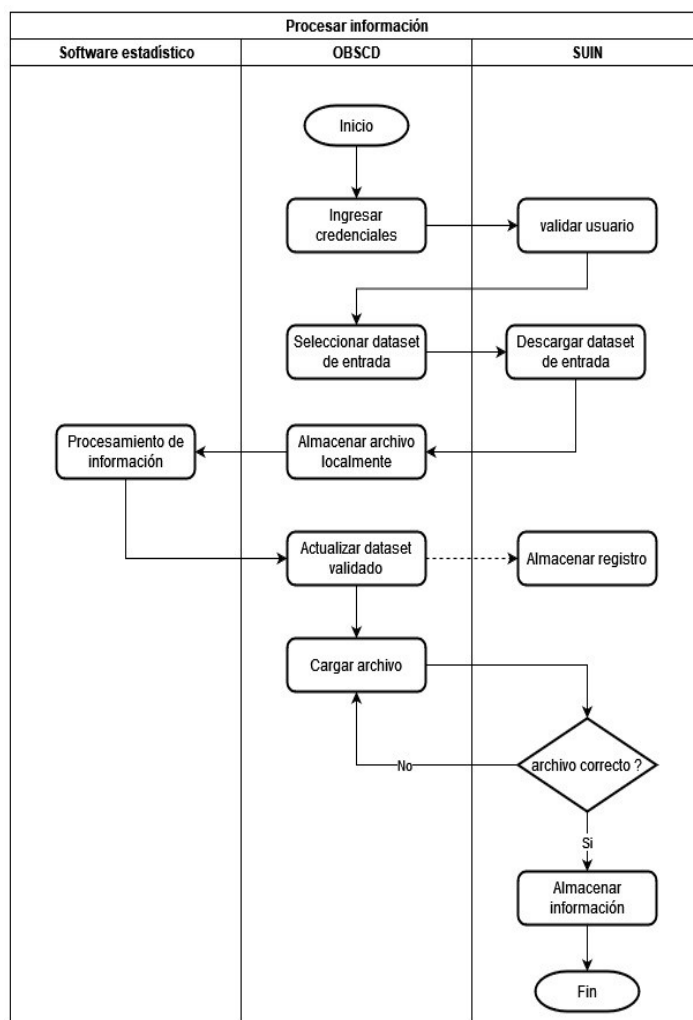 Procesar información
Software estadístico
OBSCD
SUIN
Inicio
Ingresar
credenciales
validar usuario
Seleccionar dataset
de entrada
Descargar dataset
de entrada
Procesamiento de
información
Almacenar archivo
localmente
Actualizar dataset
validado
Almacenar registro
Cargar archivo
archivo correcto ?
No
Si
Almacenar
información
Fin